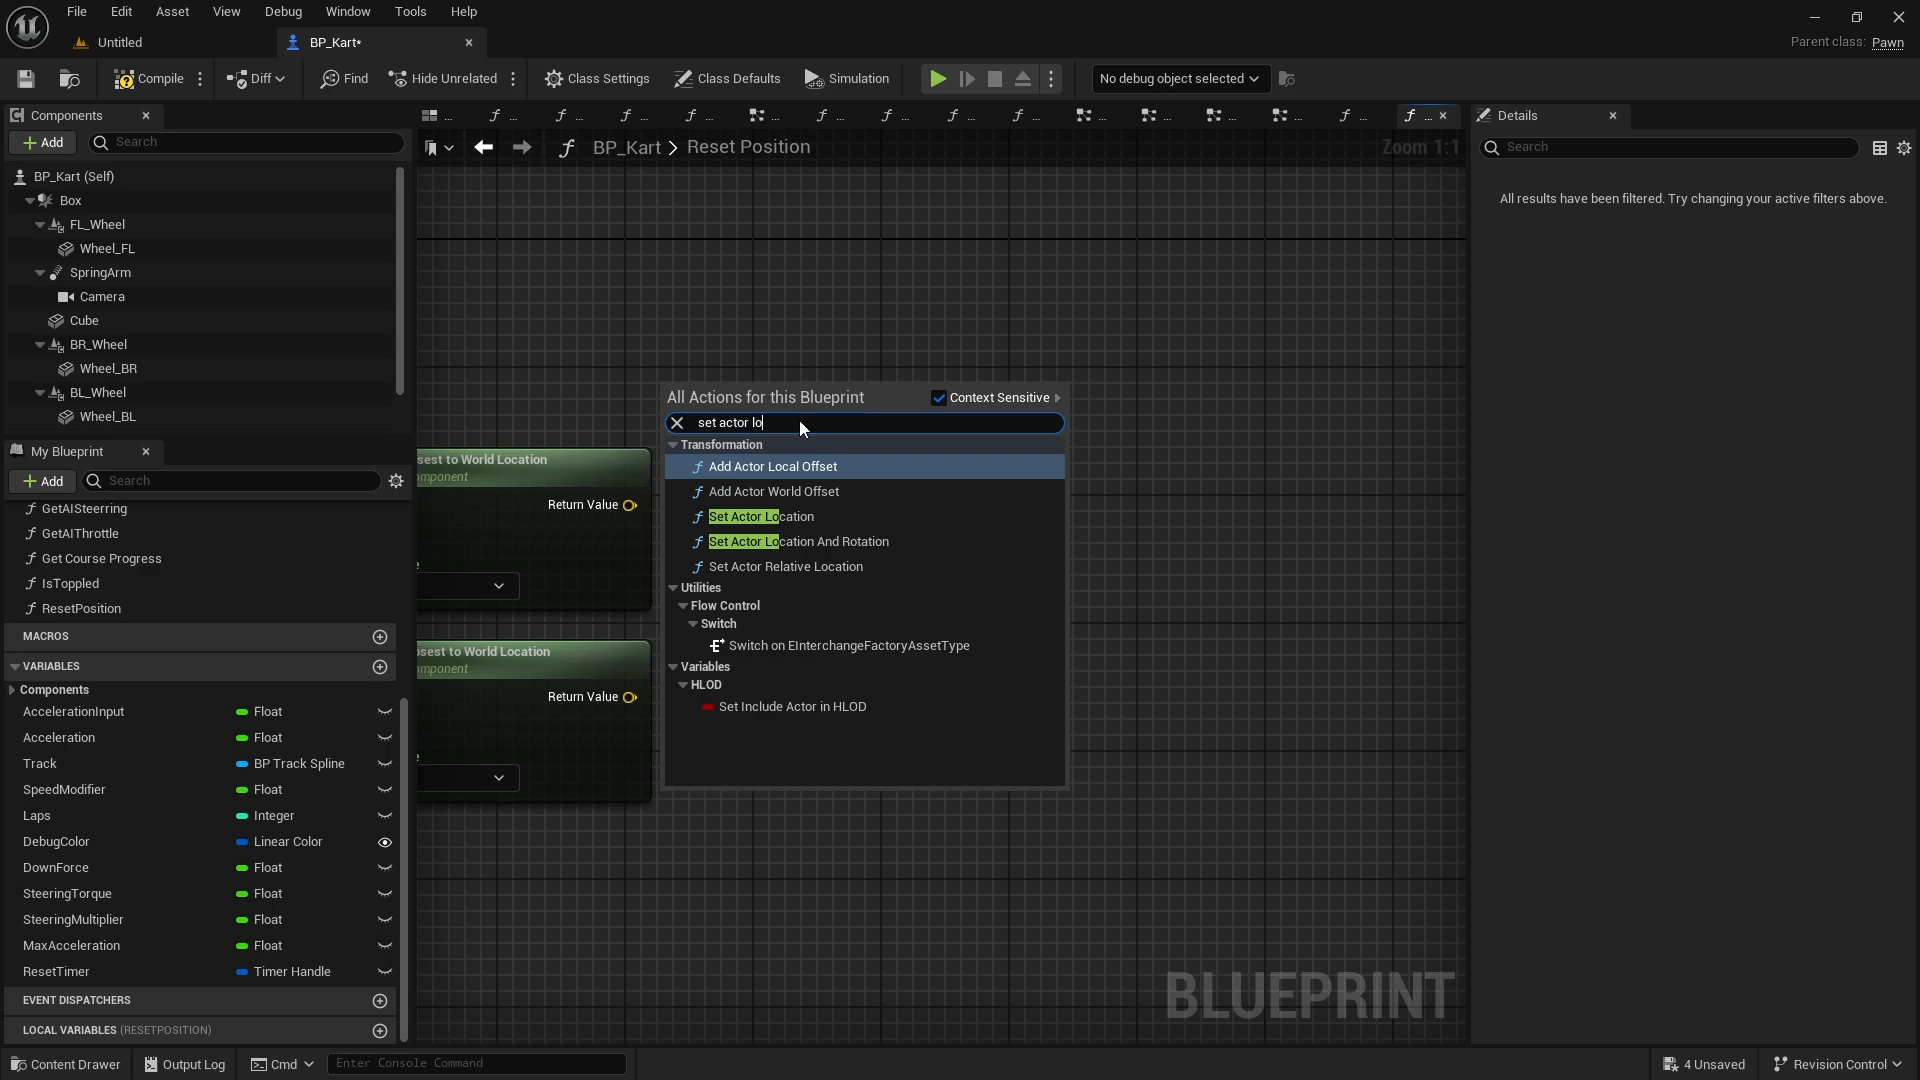 File Edit Asset View Debug Window Tools Help
Untitled
BP_Kart*
Parent class: Pawn
Compile
Diff
Find
Hide Unrelated
Class Settings
Class Defaults
Simulation
No debug object selected
Components
Add
Search
BP_Kart (Self)
Box
FL_Wheel
Wheel_FL
SpringArm
Camera
Cube
BR_Wheel
Wheel_BR
BL_Wheel
Wheel_BL
My Blueprint
Add
Search
GetAISteerring
GetAIThrottle
Get Course Progress
IsToppled
ResetPosition
MACROS
VARIABLES
Components
AccelerationInput Float
Acceleration Float
Track BP Track Spline
SpeedModifier Float
Laps Integer
DebugColor Linear Color
DownForce Float
SteeringTorque Float
SteeringMultiplier Float
MaxAcceleration Float
ResetTimer Timer Handle
EVENT DISPATCHERS
LOCAL VARIABLES (RESETPOSITION)
BP_Kart > Reset Position
Zoom 1:1
sest to World Location
mponent
Return Value
e
osest to World Location
omponent
Return Value
e
All Actions for this Blueprint
Context Sensitive
set actor lo
Transformation
Add Actor Local Offset
Add Actor World Offset
Set Actor Location
Set Actor Location And Rotation
Set Actor Relative Location
Utilities
Flow Control
Switch
Switch on EInterchangeFactoryAssetType
Variables
HLOD
Set Include Actor in HLOD
BLUEPRINT
Details
Search
All results have been filtered. Try changing your active filters above.
Content Drawer
Output Log
Cmd
Enter Console Command
4 Unsaved
Revision Control